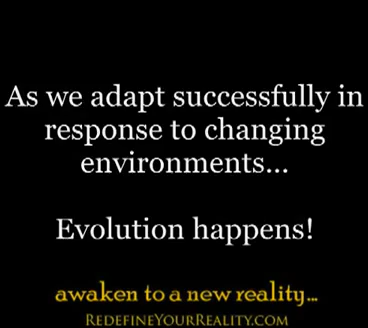 As we adapt successfully in
response to changing
environments...
Evolution happens!
awaken to a new reality...
REDEFINEYOURREALITY.COM